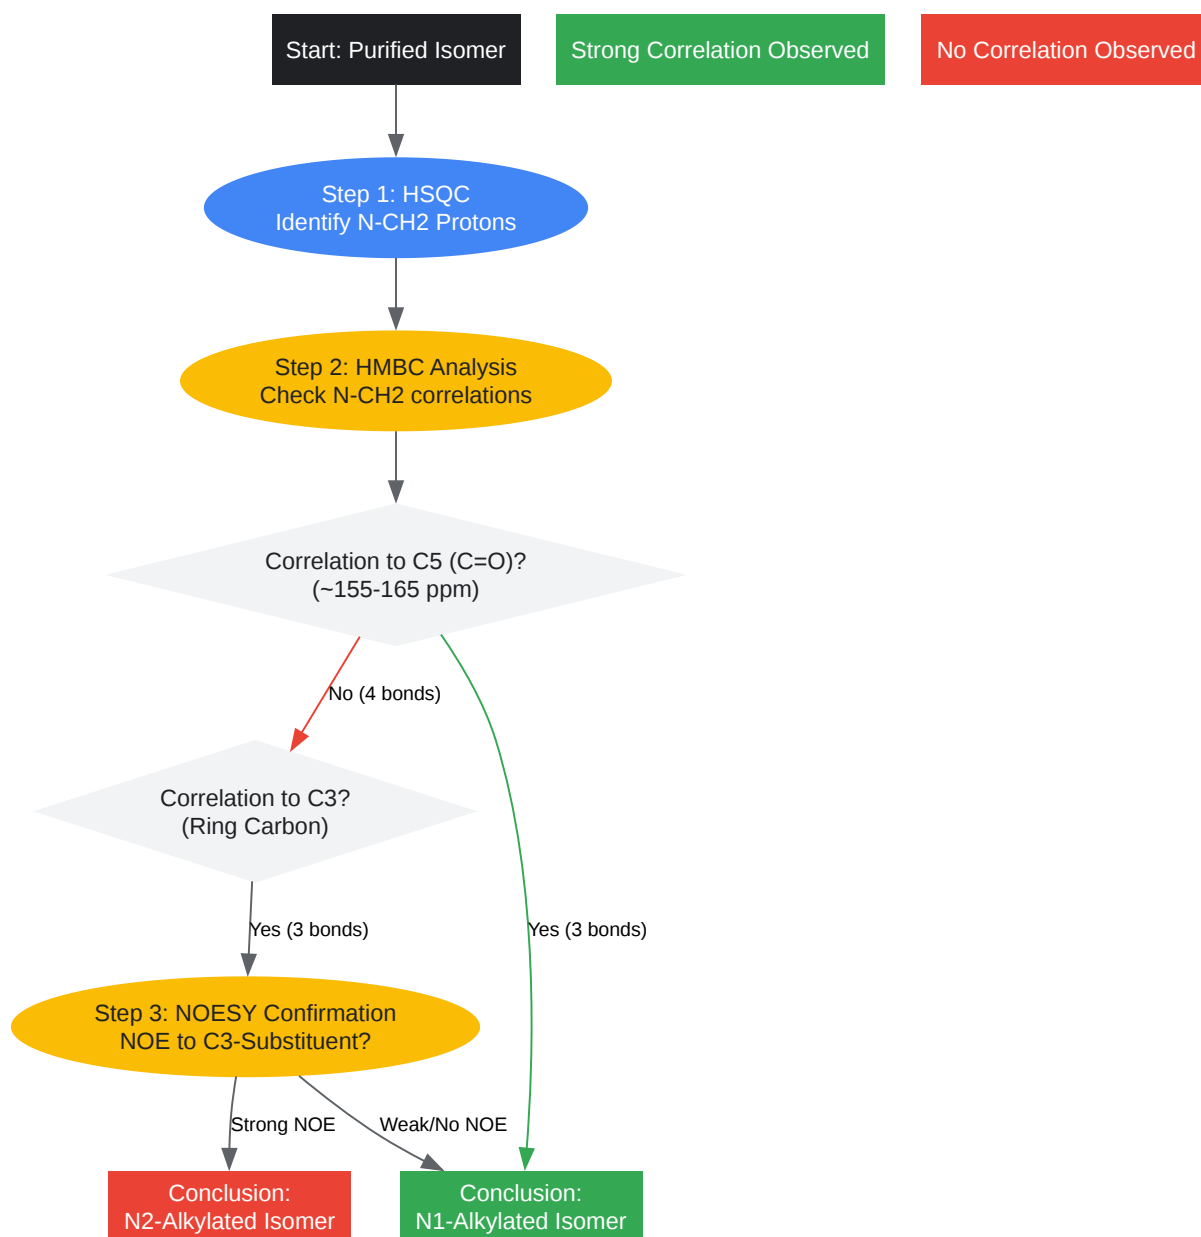 Start: Purified Isomer
Strong Correlation Observed
No Correlation Observed
Step 1: HSQC
Identify N-CH2 Protons
Step 2: HMBC Analysis
Check N-CH2 correlations
Correlation to C5 (C=O)?
(~155-165 ppm)
No (4 bonds)
Correlation to C3?
(Ring Carbon)
Yes (3 bonds)
Yes (3 bonds)
Step 3: NOESY Confirmation
NOE to C3-Substituent?
Strong NOE
Weak/No NOE
Conclusion:
N2-Alkylated Isomer
Conclusion:
N1-Alkylated Isomer